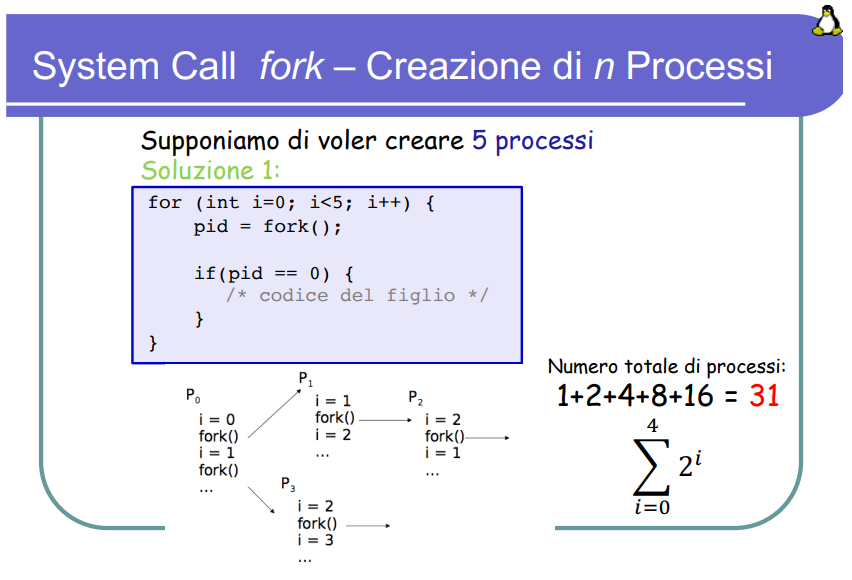 System Call fork – Creazione di n Processi
Supponiamo di voler creare 5 processi
Soluzione 1:
for (int i=0; i<5; i++) {
pid = fork();
if(pid == 0) {
/* codice del figlio */
}
}
Numero totale di processi:
1+2+4+8+16 = 31
4
∑ 2^i
i=0
P0
i = 0
fork()
i = 1
fork()
...
P1
i = 1
fork()
i = 2
...
P2
i = 2
fork()
i = 1
...
P3
i = 2
fork()
i = 3
...